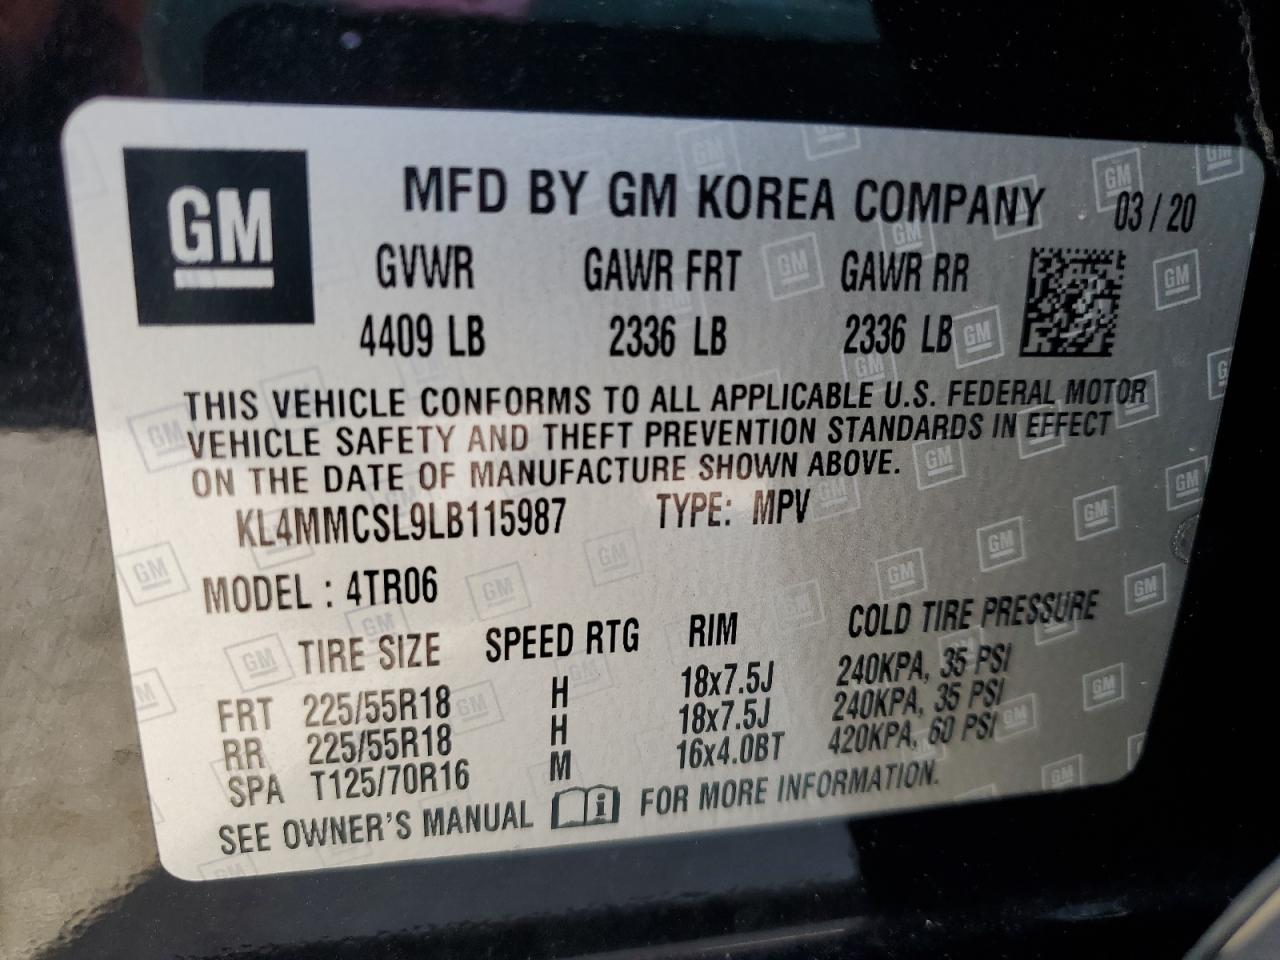 GM
MFD BY GM KOREA COMPANY 03/20
GVWR GAWR FRT GAWR RR
4409 LB 2336 LB 2336 LB
THIS VEHICLE CONFORMS TO ALL APPLICABLE U.S. FEDERAL MOTOR
VEHICLE SAFETY AND THEFT PREVENTION STANDARDS IN EFFECT
ON THE DATE OF MANUFACTURE SHOWN ABOVE.
KL4MMCSL9LB115987 TYPE: MPV
MODEL : 4TR06
TIRE SIZE SPEED RTG RIM COLD TIRE PRESSURE
FRT 225/55R18 H 18x7.5J 240KPA, 35 PSI
RR 225/55R18 H 18x7.5J 240KPA, 35 PSI
SPA T125/70R16 M 16x4.0BT 420KPA, 60 PSI
SEE OWNER'S MANUAL i FOR MORE INFORMATION.